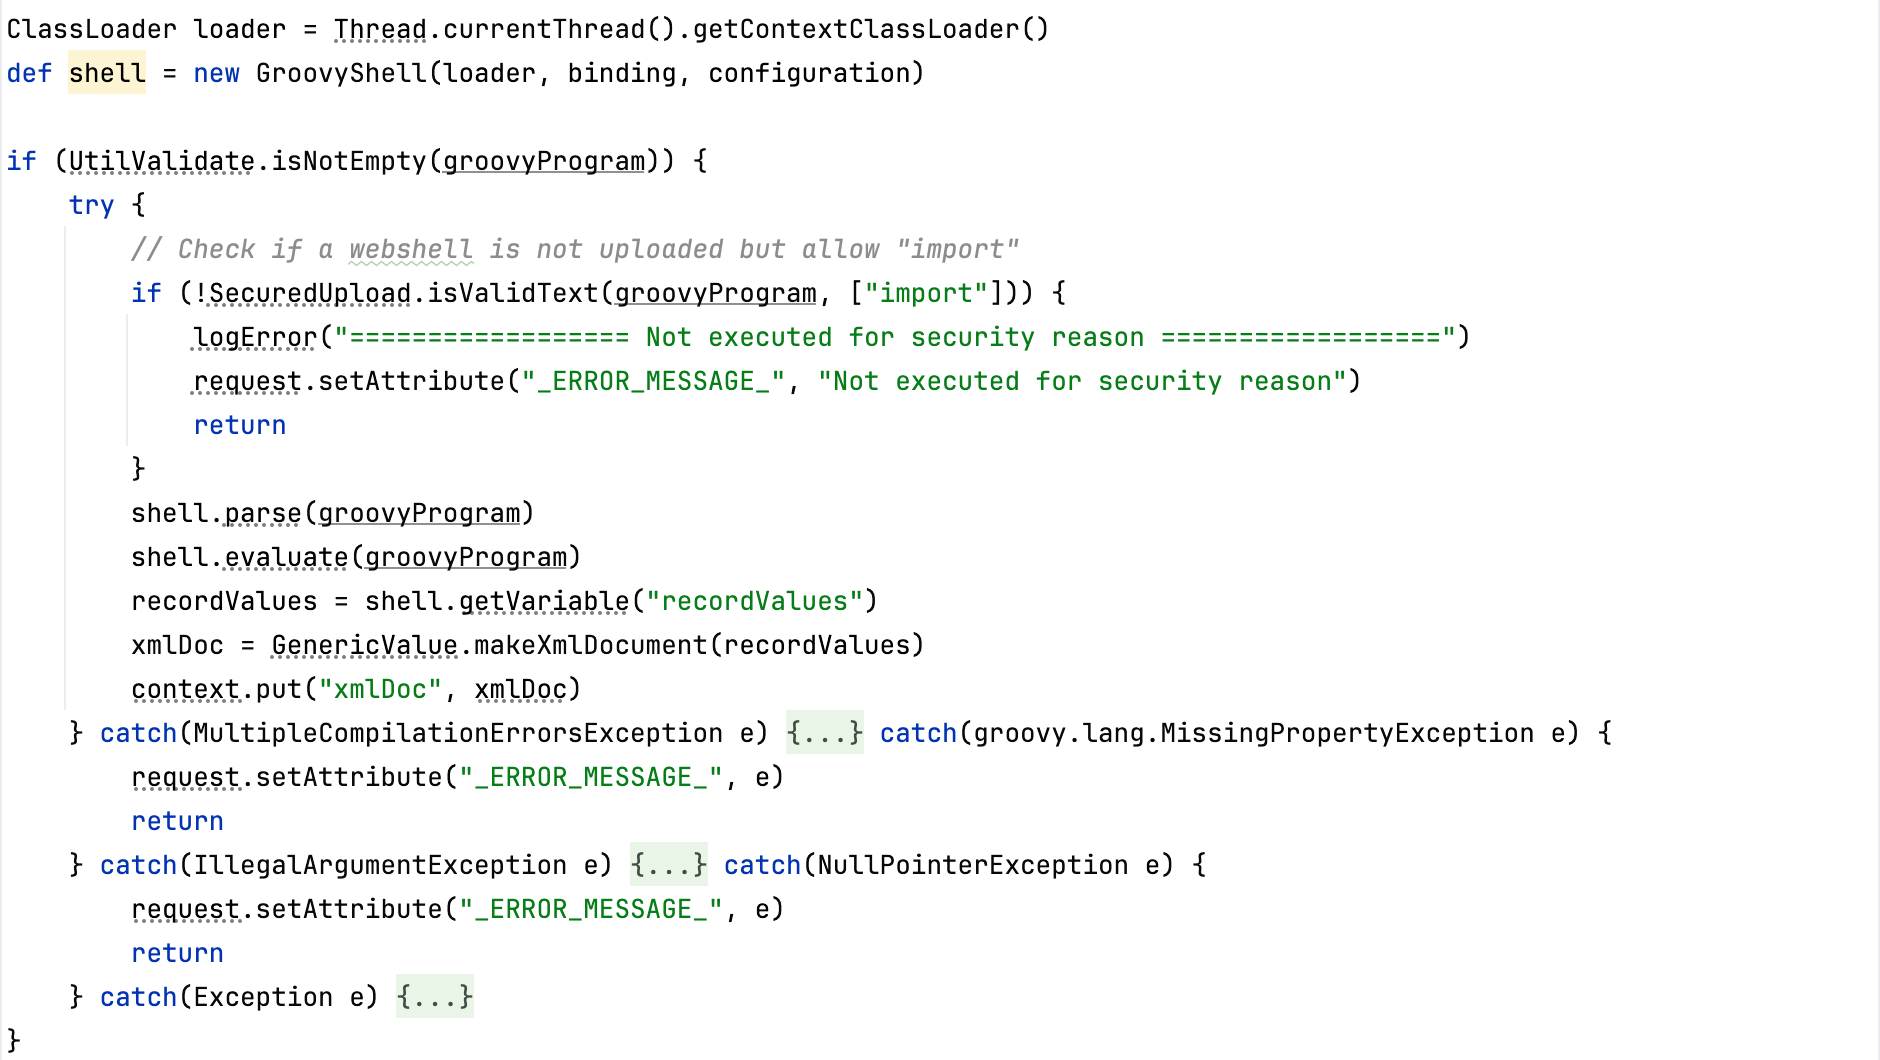 ClassLoader loader = Thread.currentThread().getContextClassLoader()
def shell = new GroovyShell(loader, binding, configuration)

if (UtilValidate.isNotEmpty(groovyProgram)) {
    try {
        // Check if a webshell is not uploaded but allow "import"
        if (!SecuredUpload.isValidText(groovyProgram, ["import"])) {
            logError("================== Not executed for security reason ==================")
            request.setAttribute("_ERROR_MESSAGE_", "Not executed for security reason")
            return
        }
        shell.parse(groovyProgram)
        shell.evaluate(groovyProgram)
        recordValues = shell.getVariable("recordValues")
        xmlDoc = GenericValue.makeXmlDocument(recordValues)
        context.put("xmlDoc", xmlDoc)
    } catch(MultipleCompilationErrorsException e) {...} catch(groovy.lang.MissingPropertyException e) {
        request.setAttribute("_ERROR_MESSAGE_", e)
        return
    } catch(IllegalArgumentException e) {...} catch(NullPointerException e) {
        request.setAttribute("_ERROR_MESSAGE_", e)
        return
    } catch(Exception e) {...}
}